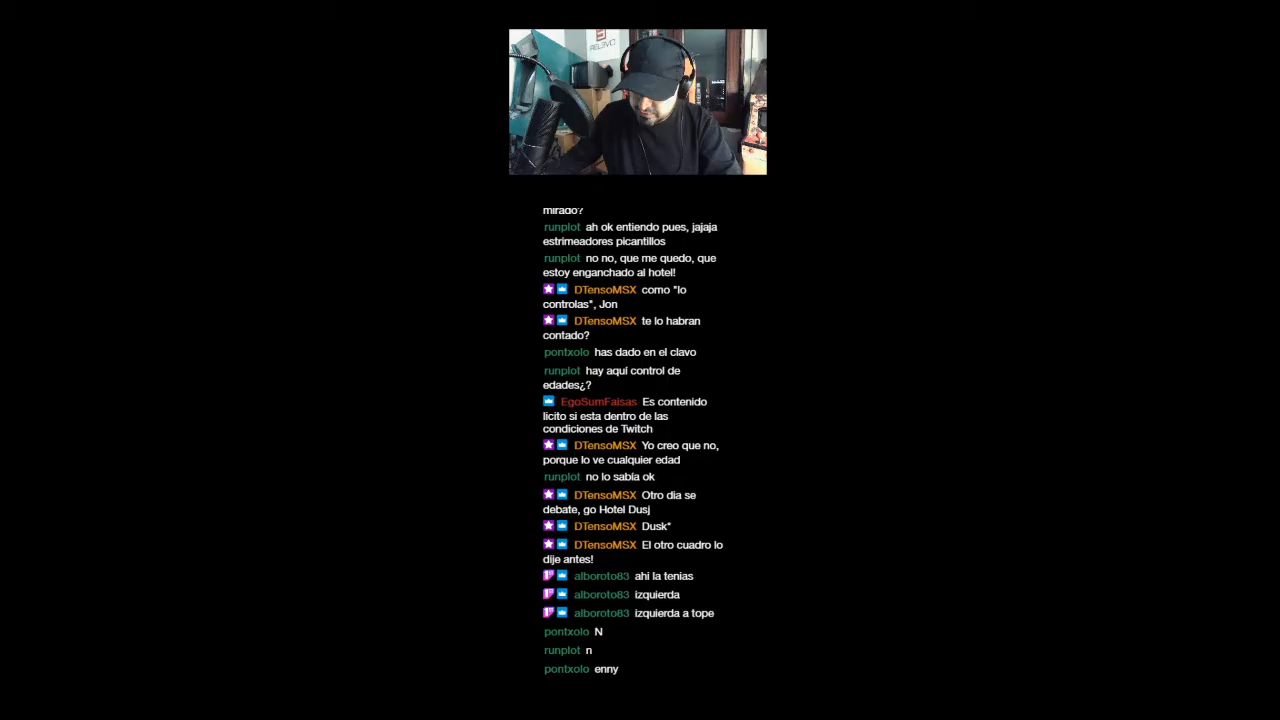 RELEVO
mirado?
runplot ah ok entiendo pues, jajaja
estrimeadores picantillos
runplot no no, que me quedo, que
estoy enganchado al hotel!
DTensoMSX como "lo
controlas", Jon
DTensoMSX te lo habran
contado?
pontxolo has dado en el clavo
runplot hay aquí control de
edades¿?
EgoSumFaisas Es contenido
licito si esta dentro de las
condiciones de Twitch
DTensoMSX Yo creo que no,
porque lo ve cualquier edad
runplot no lo sabía ok
DTensoMSX Otro dia se
debate, go Hotel Dusj
DTensoMSX Dusk*
DTensoMSX El otro cuadro lo
dije antes!
alboroto83 ahi la tenias
alboroto83 izquierda
alboroto83 izquierda a tope
pontxolo N
runplot n
pontxolo enny